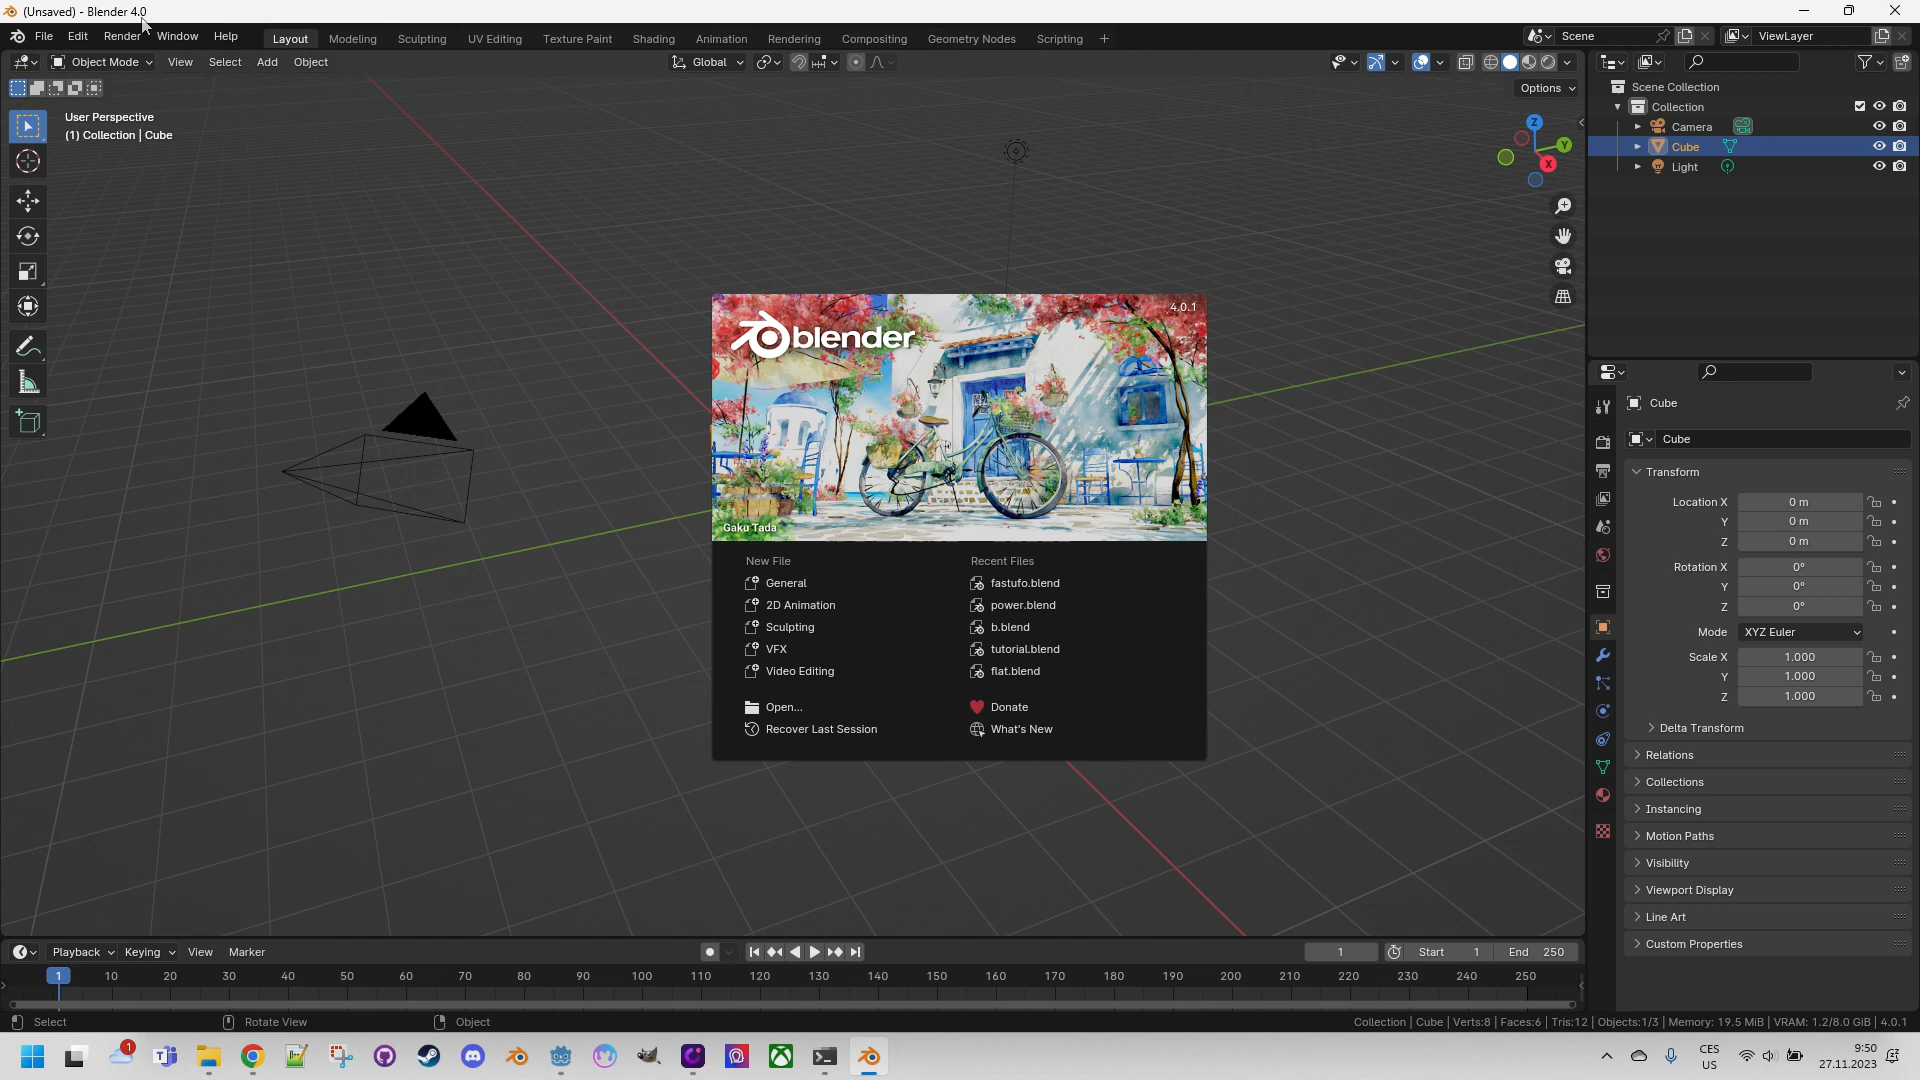 (Unsaved) - Blender 4.0
File Edit Render Window Help Layout Modeling Sculpting UV Editing Texture Paint Shading Animation Rendering Compositing Geometry Nodes Scripting + Scene ViewLayer
Object Mode View Select Add Object Global
Options
User Perspective
(1) Collection | Cube
Z
Y
X
Scene Collection
Collection
Camera
Cube
Light
4.0.1
blender
Gaku Tada
New File Recent Files
General fastufo.blend
2D Animation power.blend
Sculpting b.blend
VFX tutorial.blend
Video Editing flat.blend
Open... Donate
Recover Last Session What's New
Cube
Cube
Transform
Location X 0 m
Y 0 m
Z 0 m
Rotation X 0°
Y 0°
Z 0°
Mode XYZ Euler
Scale X 1.000
Y 1.000
Z 1.000
Delta Transform
Relations
Collections
Instancing
Motion Paths
Visibility
Viewport Display
Line Art
Custom Properties
Playback Keying View Marker 1 Start 1 End 250
1 10 20 30 40 50 60 70 80 90 100 110 120 130 140 150 160 170 180 190 200 210 220 230 240 250
Select Rotate View Object Collection | Cube | Verts:8 | Faces:6 | Tris:12 | Objects:1/3 | Memory: 19.5 MiB | VRAM: 1.2/8.0 GiB | 4.0.1
1
CES
US
9:50
27.11.2023